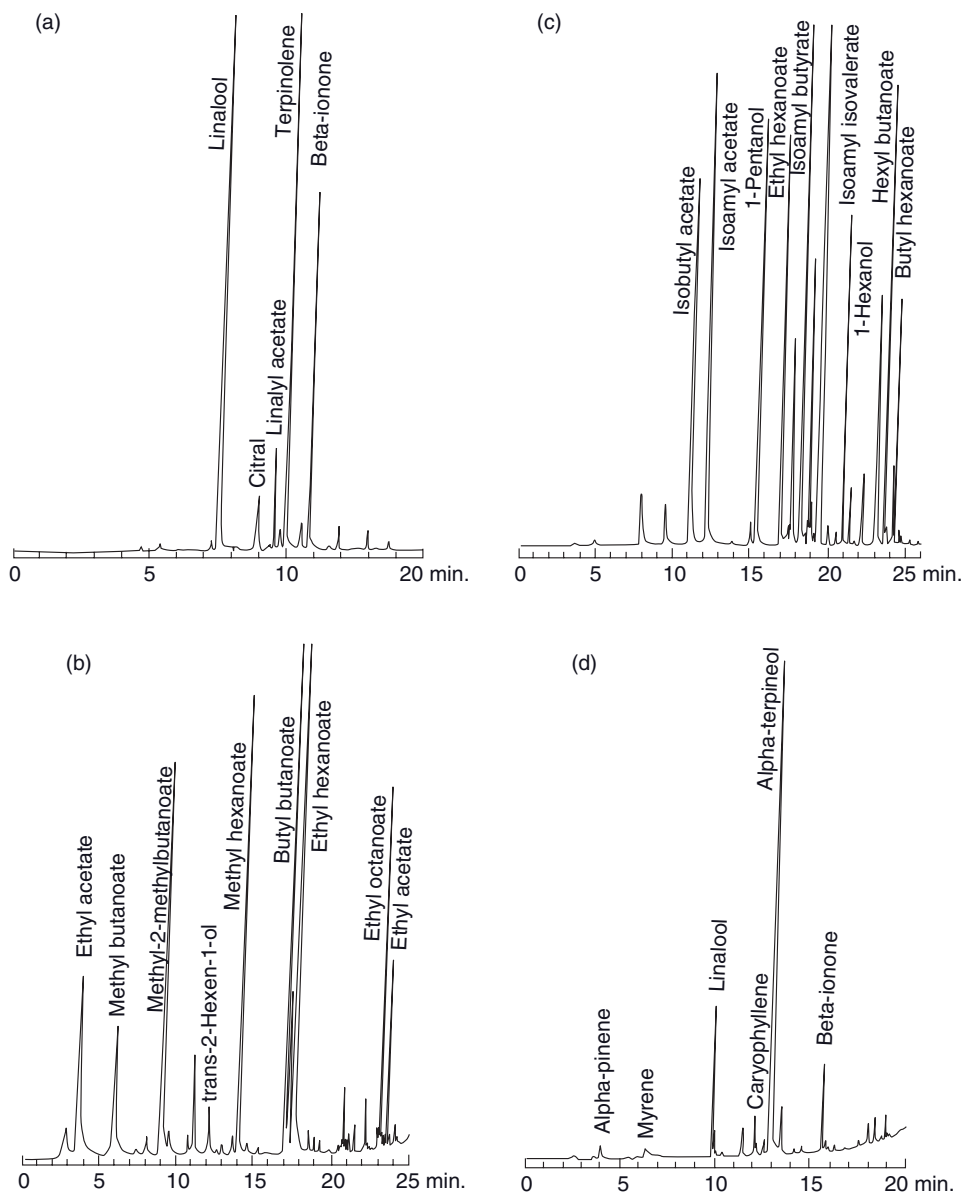 (a)
Linalool
Citral
Linalyl acetate
Terpinolene
Beta-ionone
0 5 10 20 min.
(c)
Isobutyl acetate
Isoamyl acetate
1-Pentanol
Ethyl hexanoate
Isoamyl butyrate
Isoamyl isovalerate
1-Hexanol
Hexyl butanoate
Butyl hexanoate
0 5 10 15 20 25 min.
(b)
Ethyl acetate
Methyl butanoate
Methyl-2-methylbutanoate
trans-2-Hexen-1-ol
Methyl hexanoate
Butyl butanoate
Ethyl hexanoate
Ethyl octanoate
Ethyl acetate
0 5 10 15 20 25 min.
(d)
Alpha-pinene
Myrene
Linalool
Caryophyllene
Alpha-terpineol
Beta-ionone
0 5 10 15 20 min.